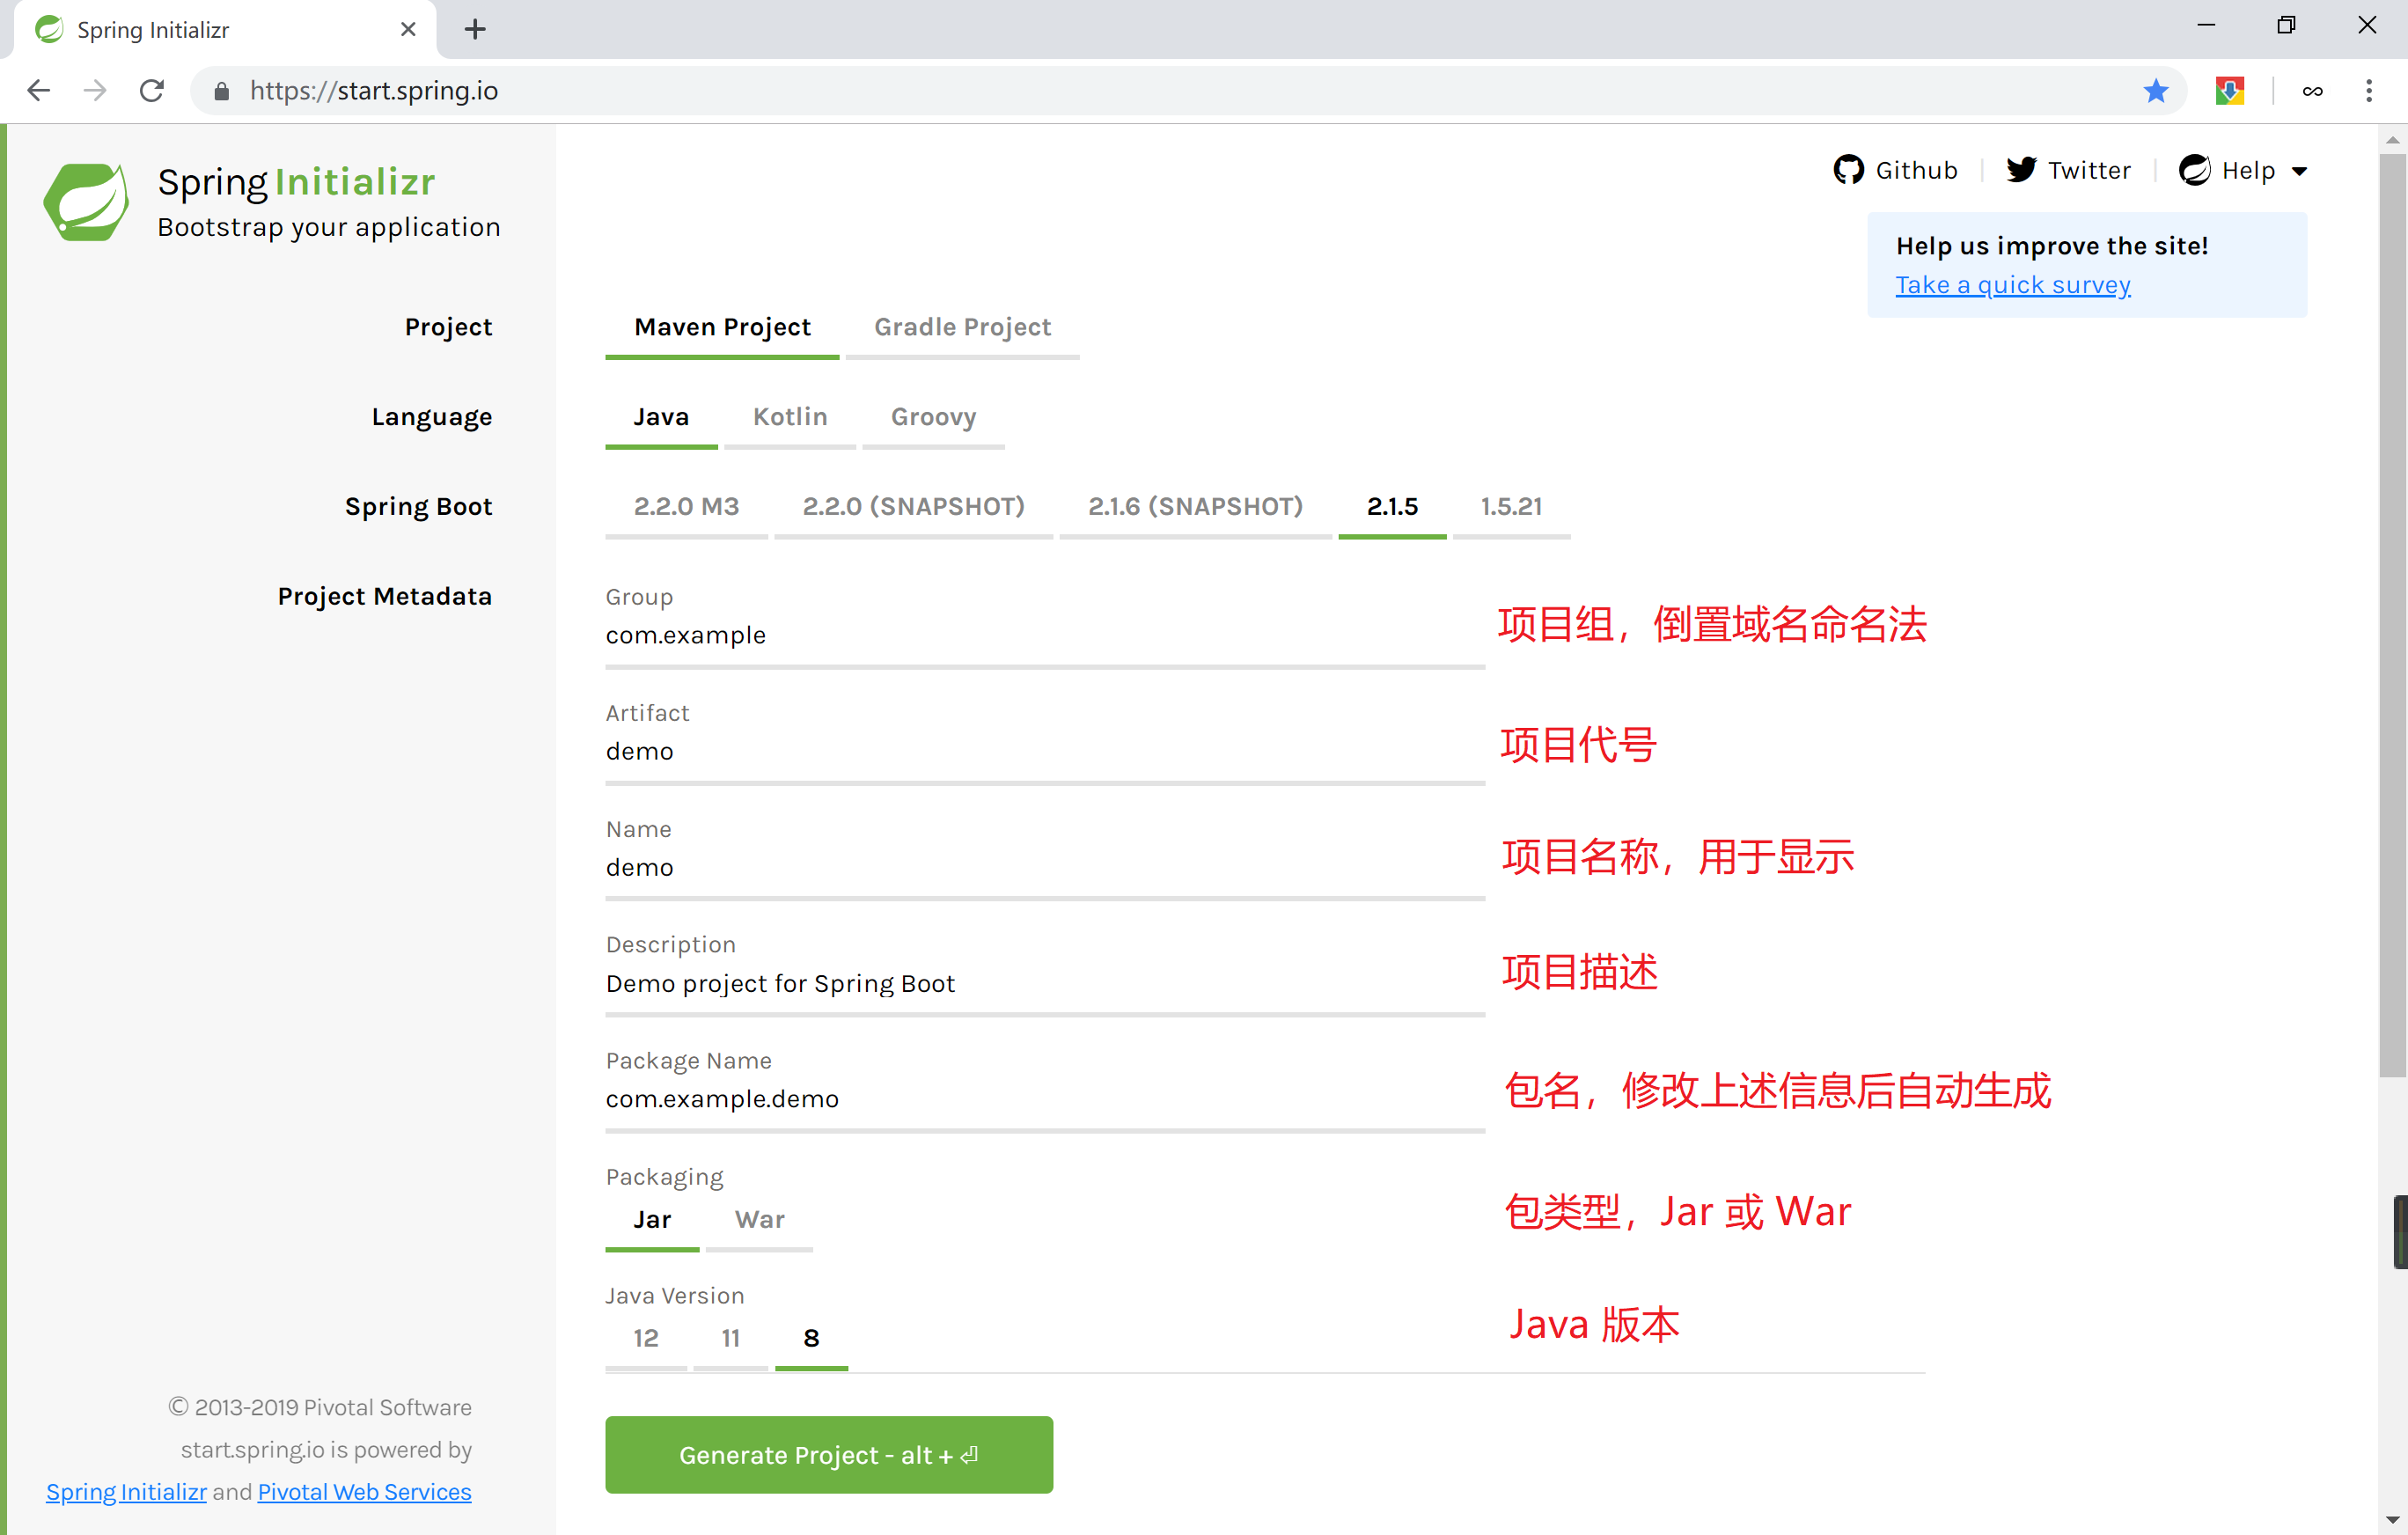 Spring Initializr
https://start.spring.io
Spring Initializr
Bootstrap your application
Github
Twitter
Help
Help us improve the site!
Take a quick survey
Project
Maven Project
Gradle Project
Language
Java
Kotlin
Groovy
Spring Boot
2.2.0 M3
2.2.0 (SNAPSHOT)
2.1.6 (SNAPSHOT)
2.1.5
1.5.21
Project Metadata
Group
com.example
项目组，倒置域名命名法
Artifact
demo
项目代号
Name
demo
项目名称，用于显示
Description
Demo project for Spring Boot
项目描述
Package Name
com.example.demo
包名，修改上述信息后自动生成
Packaging
Jar
War
包类型，Jar 或 War
Java Version
12
11
8
Java 版本
© 2013-2019 Pivotal Software
start.spring.io is powered by
Spring Initializr and Pivotal Web Services
Generate Project - alt + ⏎